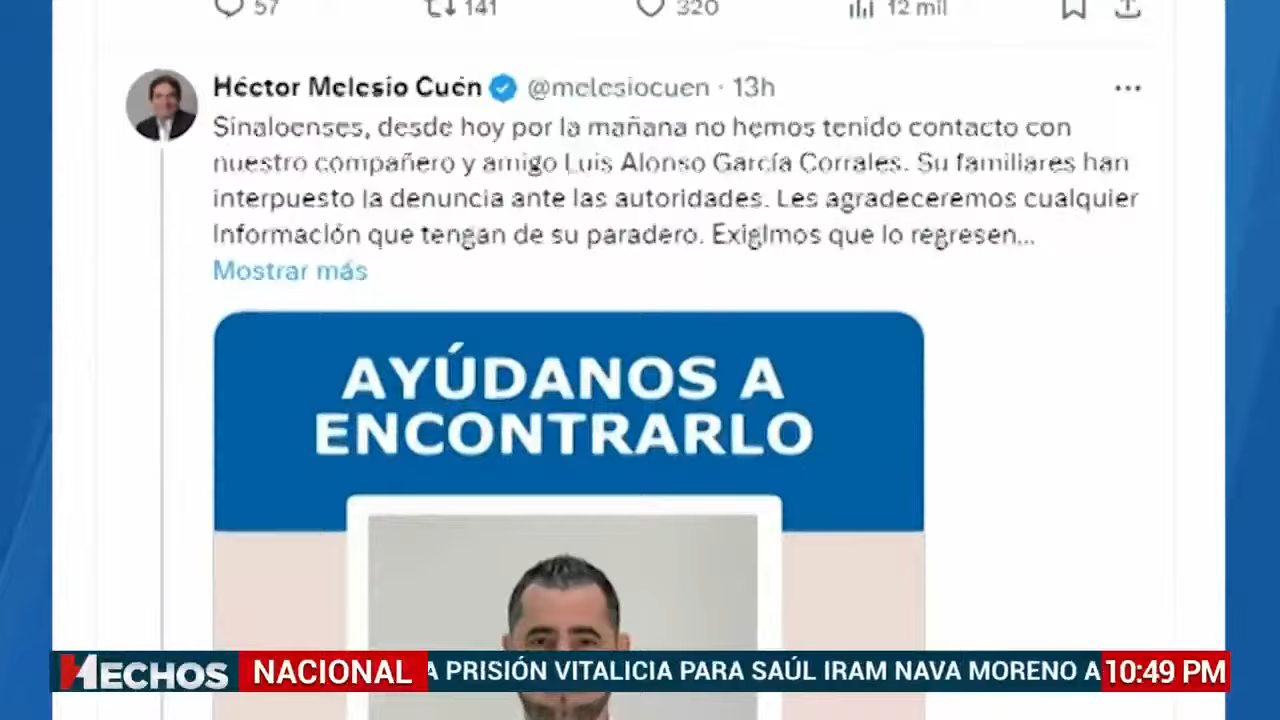 57 141 320 12 mil
Héctor Melesio Cuén @melesiocuen · 13h
Sinaloenses, desde hoy por la mañana no hemos tenido contacto con
nuestro compañero y amigo Luis Alonso García Corrales. Su familiares han
interpuesto la denuncia ante las autoridades. Les agradeceremos cualquier
información que tengan de su paradero. Exigimos que lo regresen...
Mostrar más
AYÚDANOS A
ENCONTRARLO
HECHOS NACIONAL A PRISIÓN VITALICIA PARA SAÚL IRAM NAVA MORENO A 10:49 PM